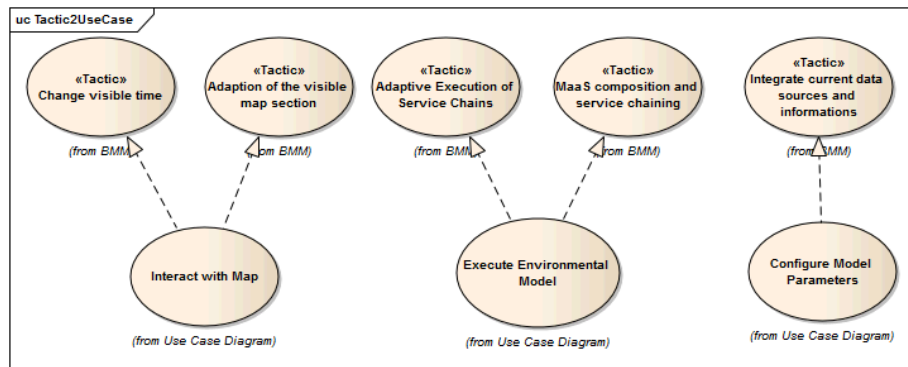 uc Tactic2UseCase
«Tactic»
Change visible time
(from BMM)
«Tactic»
Adaption of the visible
map section
(from BMM)
«Tactic»
Adaptive Execution of
Service Chains
(from BMM)
«Tactic»
MaaS composition and
service chaining
(from BMM)
«Tactic»
Integrate current data
sources and
informations
(from BMM)
Interact with Map
(from Use Case Diagram)
Execute Environmental
Model
(from Use Case Diagram)
Configure Model
Parameters
(from Use Case Diagram)